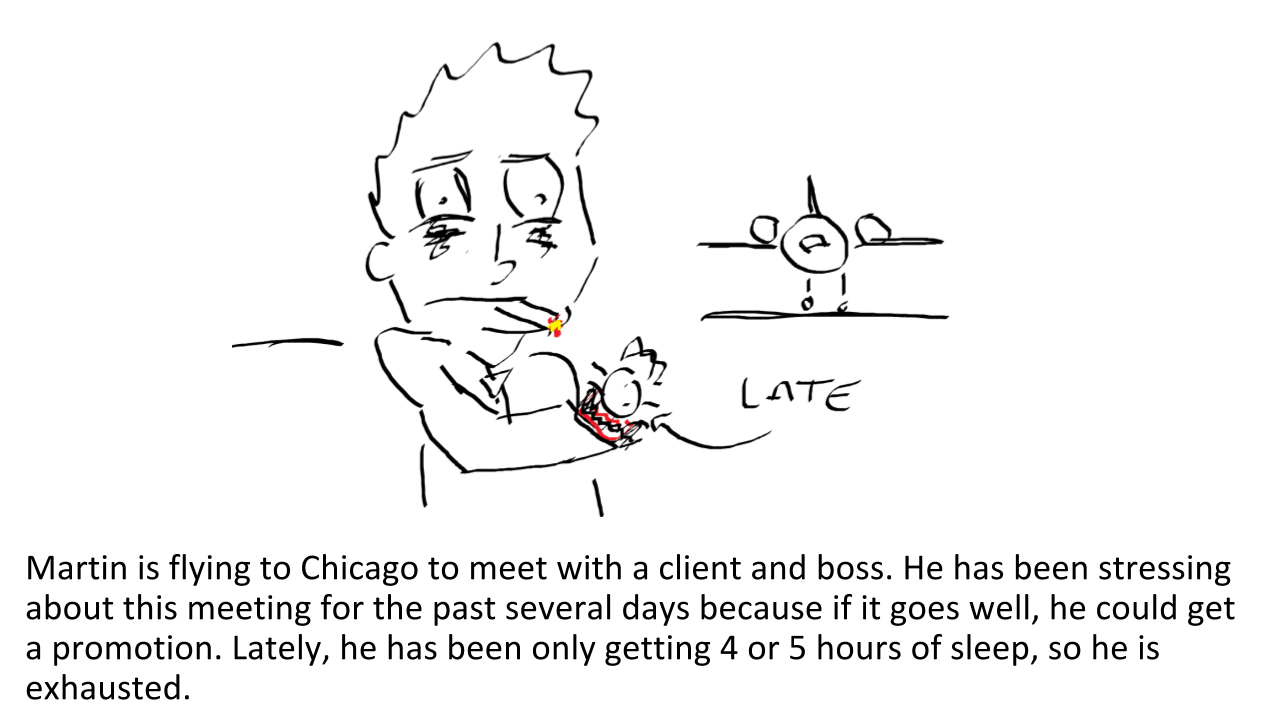 LATE
Martin is flying to Chicago to meet with a client and boss. He has been stressing
about this meeting for the past several days because if it goes well, he could get
a promotion. Lately, he has been only getting 4 or 5 hours of sleep, so he is
exhausted.